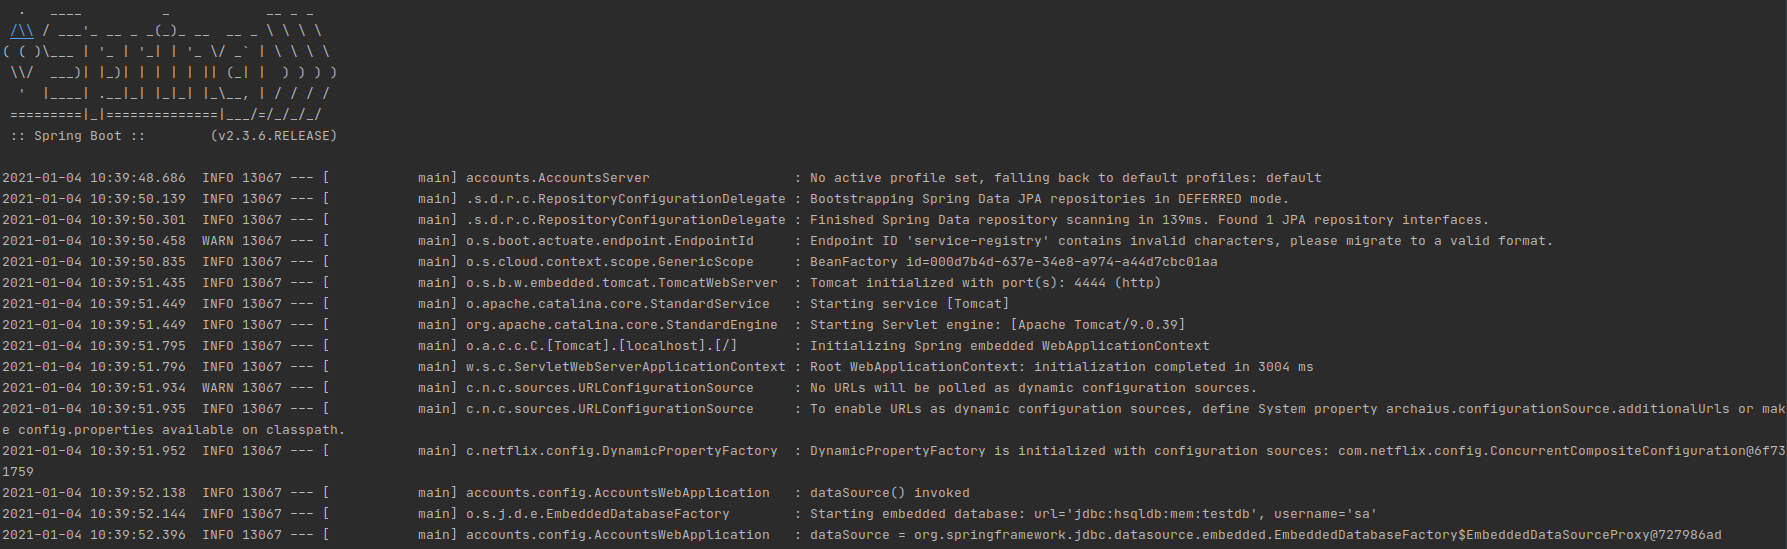 .   ____          _            __ _ _
 /\\ / ___'_ __ _ _(_)_ __  __ _ \ \ \ \
( ( )\___ | '_ | '_| | '_ \/ _` | \ \ \ \
 \\/  ___)| |_)| | | | | || (_| |  ) ) ) )
  '  |____| .__|_| |_|_| |_\__, | / / / /
 =========|_|==============|___/=/_/_/_/
 :: Spring Boot ::        (v2.3.6.RELEASE)
2021-01-04 10:39:48.686  INFO 13067 --- [           main] accounts.AccountsServer                  : No active profile set, falling back to default profiles: default
2021-01-04 10:39:50.139  INFO 13067 --- [           main] .s.d.r.c.RepositoryConfigurationDelegate : Bootstrapping Spring Data JPA repositories in DEFERRED mode.
2021-01-04 10:39:50.301  INFO 13067 --- [           main] .s.d.r.c.RepositoryConfigurationDelegate : Finished Spring Data repository scanning in 139ms. Found 1 JPA repository interfaces.
2021-01-04 10:39:50.458  WARN 13067 --- [           main] o.s.boot.actuate.endpoint.EndpointId     : Endpoint ID 'service-registry' contains invalid characters, please migrate to a valid format.
2021-01-04 10:39:50.835  INFO 13067 --- [           main] o.s.cloud.context.scope.GenericScope     : BeanFactory id=000d7b4d-637e-34e8-a974-a44d7cbc01aa
2021-01-04 10:39:51.435  INFO 13067 --- [           main] o.s.b.w.embedded.tomcat.TomcatWebServer  : Tomcat initialized with port(s): 4444 (http)
2021-01-04 10:39:51.449  INFO 13067 --- [           main] o.apache.catalina.core.StandardService   : Starting service [Tomcat]
2021-01-04 10:39:51.449  INFO 13067 --- [           main] org.apache.catalina.core.StandardEngine  : Starting Servlet engine: [Apache Tomcat/9.0.39]
2021-01-04 10:39:51.795  INFO 13067 --- [           main] o.a.c.c.C.[Tomcat].[localhost].[/]       : Initializing Spring embedded WebApplicationContext
2021-01-04 10:39:51.796  INFO 13067 --- [           main] w.s.c.ServletWebServerApplicationContext : Root WebApplicationContext: initialization completed in 3004 ms
2021-01-04 10:39:51.934  WARN 13067 --- [           main] c.n.c.sources.URLConfigurationSource     : No URLs will be polled as dynamic configuration sources.
2021-01-04 10:39:51.935  INFO 13067 --- [           main] c.n.c.sources.URLConfigurationSource     : To enable URLs as dynamic configuration sources, define System property archaius.configurationSource.additionalUrls or mak
e config.properties available on classpath.
2021-01-04 10:39:51.952  INFO 13067 --- [           main] c.netflix.config.DynamicPropertyFactory  : DynamicPropertyFactory is initialized with configuration sources: com.netflix.config.ConcurrentCompositeConfiguration@6f73
1759
2021-01-04 10:39:52.138  INFO 13067 --- [           main] accounts.config.AccountsWebApplication   : dataSource() invoked
2021-01-04 10:39:52.144  INFO 13067 --- [           main] o.s.j.d.e.EmbeddedDatabaseFactory        : Starting embedded database: url='jdbc:hsqldb:mem:testdb', username='sa'
2021-01-04 10:39:52.396  INFO 13067 --- [           main] accounts.config.AccountsWebApplication   : dataSource = org.springframework.jdbc.datasource.embedded.EmbeddedDatabaseFactory$EmbeddedDataSourceProxy@727986ad